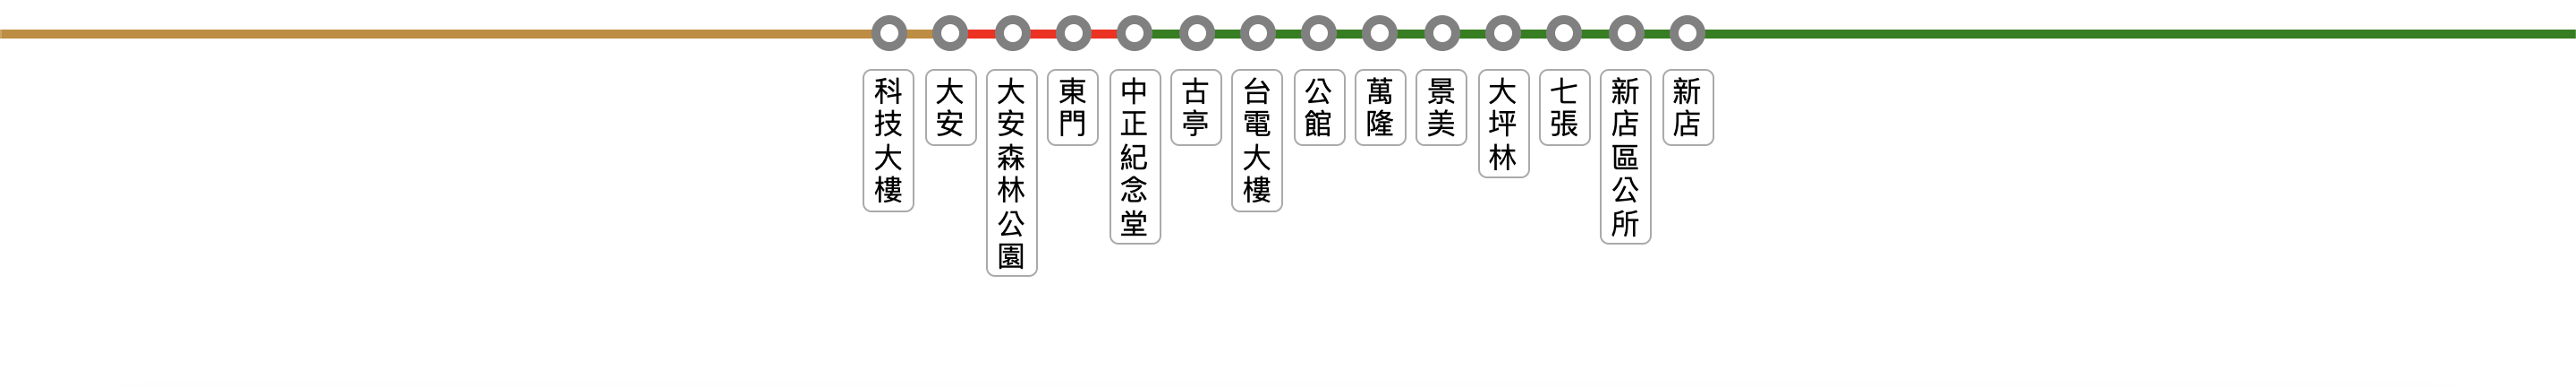 科技大樓
大安
大安森林公園
東門
中正紀念堂
古亭
台電大樓
公館
萬隆
景美
大坪林
七張
新店區公所
新店